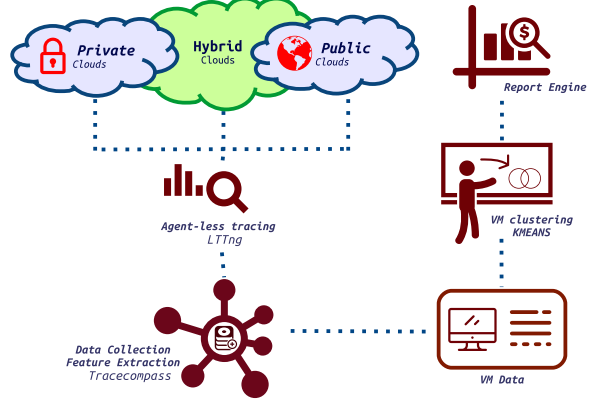 Private
Clouds
Hybrid
Clouds
Public
Clouds
$
Report Engine
Agent-less tracing
LTTng
VM clustering
KMEANS
Data Collection
Feature Extraction
Tracecompass
VM Data